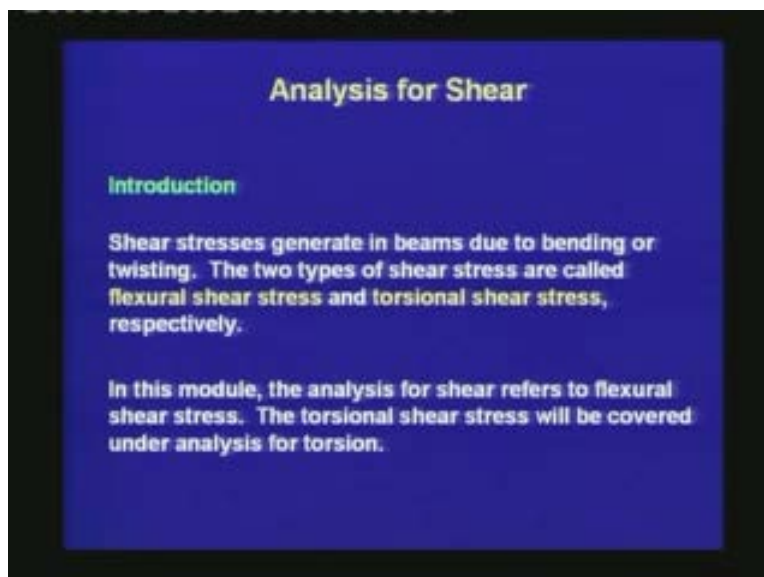 Analysis for Shear
Introduction
Shear stresses generate in beams due to bending or
twisting. The two types of shear stress are called
flexural shear stress and torsional shear stress,
respectively.
In this module, the analysis for shear refers to flexural
shear stress. The torsional shear stress will be covered
under analysis for torsion.